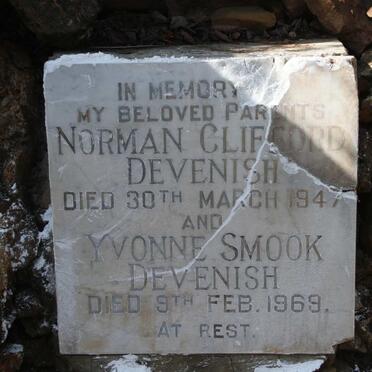 IN MEMORY
MY BELOVED PARENTS
NORMAN CLIFFORD
DEVENISH
DIED 30TH MARCH 1947
AND
YVONNE SMOOK
DEVENISH
DIED 9TH FEB. 1969.
AT REST.